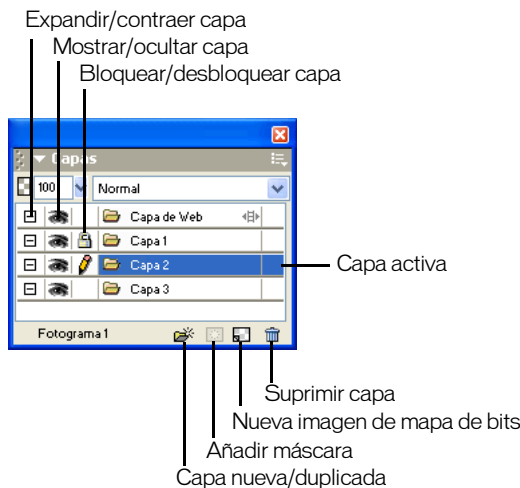 Expandir/contraer capa
Mostrar/ocultar capa
Bloquear/desbloquear capa
Capas
100 Normal
Capa de Web
Capa 1
Capa 2
Capa activa
Capa 3
Fotograma 1
Suprimir capa
Nueva imagen de mapa de bits
Añadir máscara
Capa nueva/duplicada